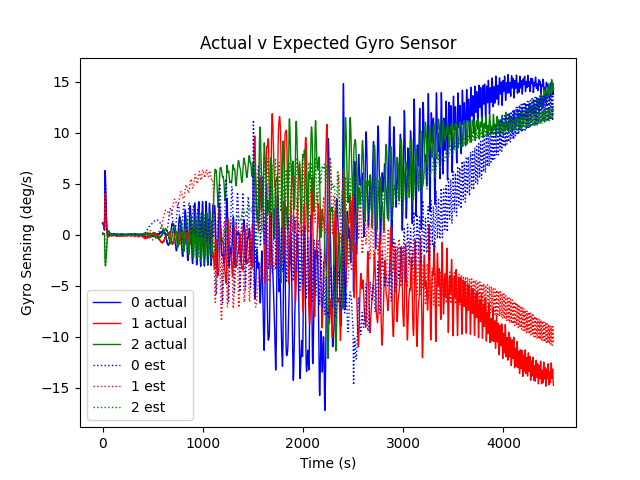 Actual v Expected Gyro Sensor
Gyro Sensing (deg/s)
15
10
5
0
−5
−10
−15
0 actual
1 actual
2 actual
0 est
1 est
2 est
0
1000
2000
3000
4000
Time (s)